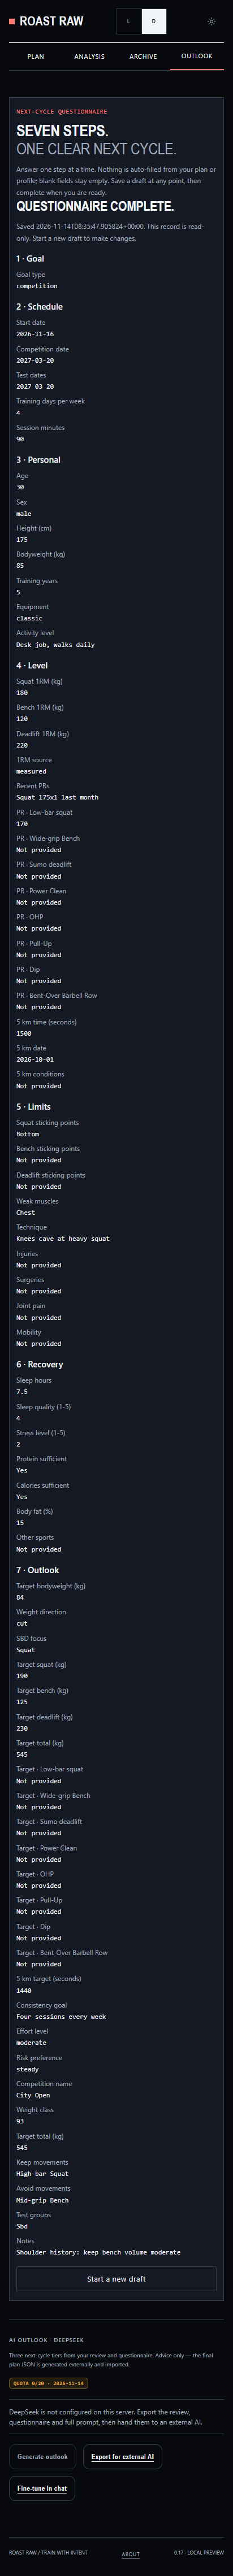 ROAST RAW
L
D
PLAN
ANALYSIS
ARCHIVE
OUTLOOK
NEXT-CYCLE QUESTIONNAIRE
SEVEN STEPS.
ONE CLEAR NEXT CYCLE.
Answer one step at a time. Nothing is auto-filled from your plan or
profile; blank fields stay empty. Save a draft at any point, then
complete when you are ready.
QUESTIONNAIRE COMPLETE.
Saved 2026-11-14T08:35:47.905824+00:00. This record is read-
only. Start a new draft to make changes.
1 · Goal
Goal type
competition
2 · Schedule
Start date
2026-11-16
Competition date
2027-03-20
Test dates
2027 03 20
Training days per week
4
Session minutes
90
3 · Personal
Age
30
Sex
male
Height (cm)
175
Bodyweight (kg)
85
Training years
5
Equipment
classic
Activity level
Desk job, walks daily
4 · Level
Squat 1RM (kg)
180
Bench 1RM (kg)
120
Deadlift 1RM (kg)
220
1RM source
measured
Recent PRs
Squat 175x1 last month
PR · Low-bar squat
170
PR · Wide-grip Bench
Not provided
PR · Sumo deadlift
Not provided
PR · Power Clean
Not provided
PR · OHP
Not provided
PR · Pull-Up
Not provided
PR · Dip
Not provided
PR · Bent-Over Barbell Row
Not provided
5 km time (seconds)
1500
5 km date
2026-10-01
5 km conditions
Not provided
5 · Limits
Squat sticking points
Bottom
Bench sticking points
Not provided
Deadlift sticking points
Not provided
Weak muscles
Chest
Technique
Knees cave at heavy squat
Injuries
Not provided
Surgeries
Not provided
Joint pain
Not provided
Mobility
Not provided
6 · Recovery
Sleep hours
7.5
Sleep quality (1-5)
4
Stress level (1-5)
2
Protein sufficient
Yes
Calories sufficient
Yes
Body fat (%)
15
Other sports
Not provided
7 · Outlook
Target bodyweight (kg)
84
Weight direction
cut
SBD focus
Squat
Target squat (kg)
190
Target bench (kg)
125
Target deadlift (kg)
230
Target total (kg)
545
Target · Low-bar squat
Not provided
Target · Wide-grip Bench
Not provided
Target · Sumo deadlift
Not provided
Target · Power Clean
Not provided
Target · OHP
Not provided
Target · Pull-Up
Not provided
Target · Dip
Not provided
Target · Bent-Over Barbell Row
Not provided
5 km target (seconds)
1440
Consistency goal
Four sessions every week
Effort level
moderate
Risk preference
steady
Competition name
City Open
Weight class
93
Target total (kg)
545
Keep movements
High-bar Squat
Avoid movements
Mid-grip Bench
Test groups
Sbd
Notes
Shoulder history: keep bench volume moderate
Start a new draft
AI OUTLOOK · DEEPSEEK
Three next-cycle tiers from your review and questionnaire. Advice only — the final
plan JSON is generated externally and imported.
QUOTA 0/20 · 2026-11-14
DeepSeek is not configured on this server. Export the review,
questionnaire and full prompt, then hand them to an external AI.
Generate outlook
Export for external AI
Fine-tune in chat
ROAST RAW / TRAIN WITH INTENT
ABOUT
0.17 · LOCAL PREVIEW